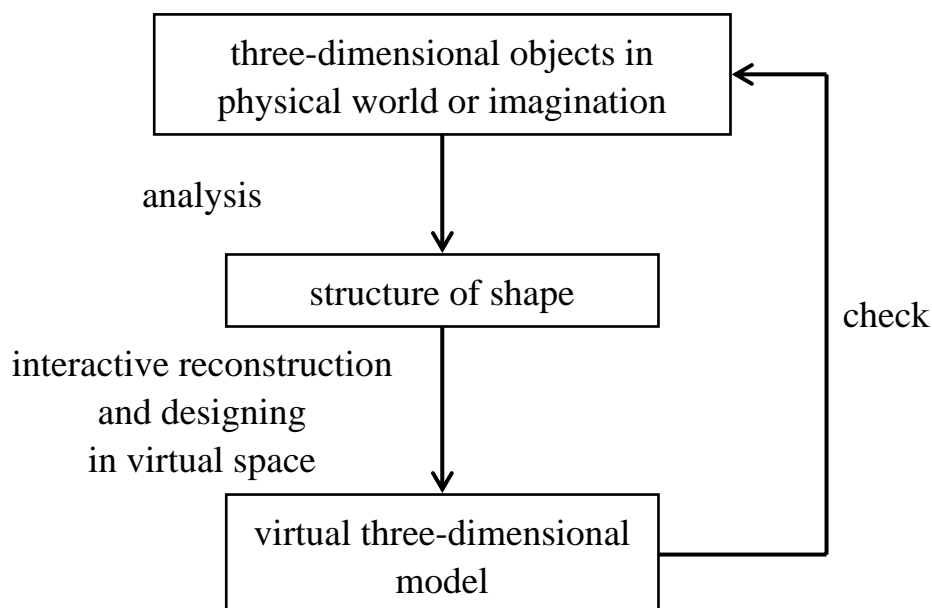 three-dimensional objects in
physical world or imagination
analysis
structure of shape
check
interactive reconstruction
and designing
in virtual space
virtual three-dimensional
model